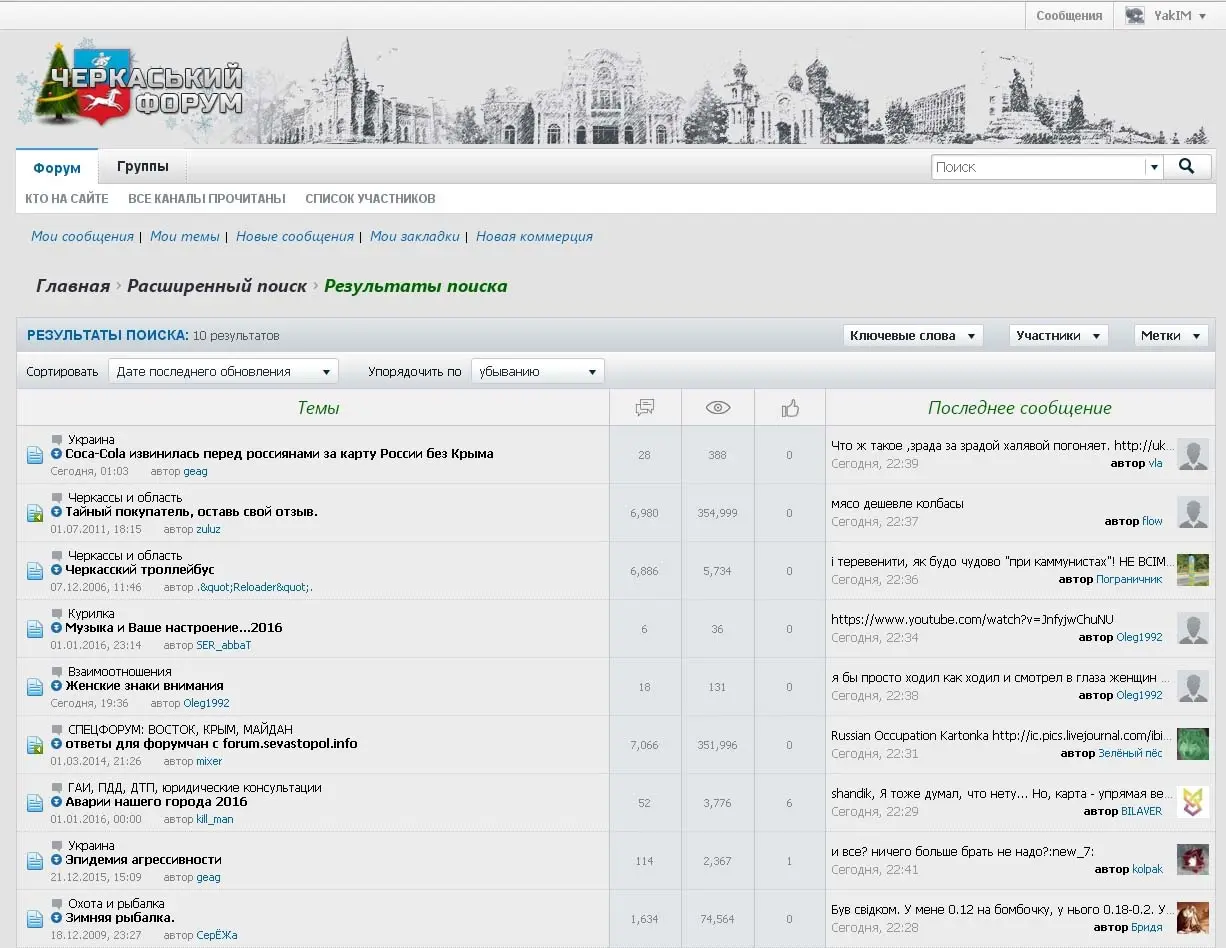 Сообщения YakIM
ЧЕРКАСЬКИЙ
ФОРУМ
Форум Группы Поиск
КТО НА САЙТЕ ВСЕ КАНАЛЫ ПРОЧИТАНЫ СПИСОК УЧАСТНИКОВ
Мои сообщения | Мои темы | Новые сообщения | Мои закладки | Новая коммерция
Главная › Расширенный поиск › Результаты поиска
РЕЗУЛЬТАТЫ ПОИСКА: 10 результатов Ключевые слова Участники Метки
Сортировать Дате последнего обновления Упорядочить по убыванию
Темы Последнее сообщение
Украина
Coca-Cola извинилась перед россиянами за карту России без Крыма
Сегодня, 01:03 автор geag
28 388 0
Что ж такое ,зрада за зрадой халявой погоняет. http://uk...
Сегодня, 22:39 автор vla
Черкассы и область
Тайный покупатель, оставь свой отзыв.
01.07.2011, 18:15 автор zuluz
6,980 354,999 0
мясо дешевле колбасы
Сегодня, 22:37 автор flow
Черкассы и область
Черкасский троллейбус
07.12.2006, 11:46 автор .&quot;Reloader&quot;.
6,886 5,734 0
і теревенити, як будо чудово "при каммунистах"! НЕ ВСІМ...
Сегодня, 22:36 автор Пограничник
Курилка
Музыка и Ваше настроение...2016
01.01.2016, 23:14 автор SER_abbaT
6 36 0
https://www.youtube.com/watch?v=JnfyjwChuNU
Сегодня, 22:34 автор Oleg1992
Взаимоотношения
Женские знаки внимания
Сегодня, 19:36 автор Oleg1992
18 131 0
я бы просто ходил как ходил и смотрел в глаза женщин ...
Сегодня, 22:38 автор Oleg1992
СПЕЦФОРУМ: ВОСТОК, КРЫМ, МАЙДАН
ответы для форумчан с forum.sevastopol.info
01.03.2014, 21:26 автор mixer
7,066 351,996 0
Russian Occupation Kartonka http://ic.pics.livejournal.com/ibi...
Сегодня, 22:31 автор Зелёный пёс
ГАИ, ПДД, ДТП, юридические консультации
Аварии нашего города 2016
01.01.2016, 00:00 автор kill_man
52 3,776 6
shandik, Я тоже думал, что нету... Но, карта - упрямая ве...
Сегодня, 22:29 автор BILAVER
Украина
Эпидемия агрессивности
21.12.2015, 15:09 автор geag
114 2,367 1
и все? ничего больше брать не надо?:new_7:
Сегодня, 22:41 автор kolpak
Охота и рыбалка
Зимняя рыбалка.
18.12.2009, 23:27 автор СерЁЖа
1,634 74,564 0
Був свідком. У мене 0.12 на бомбочку, у нього 0.18-0.2. У...
Сегодня, 22:28 автор Бридя